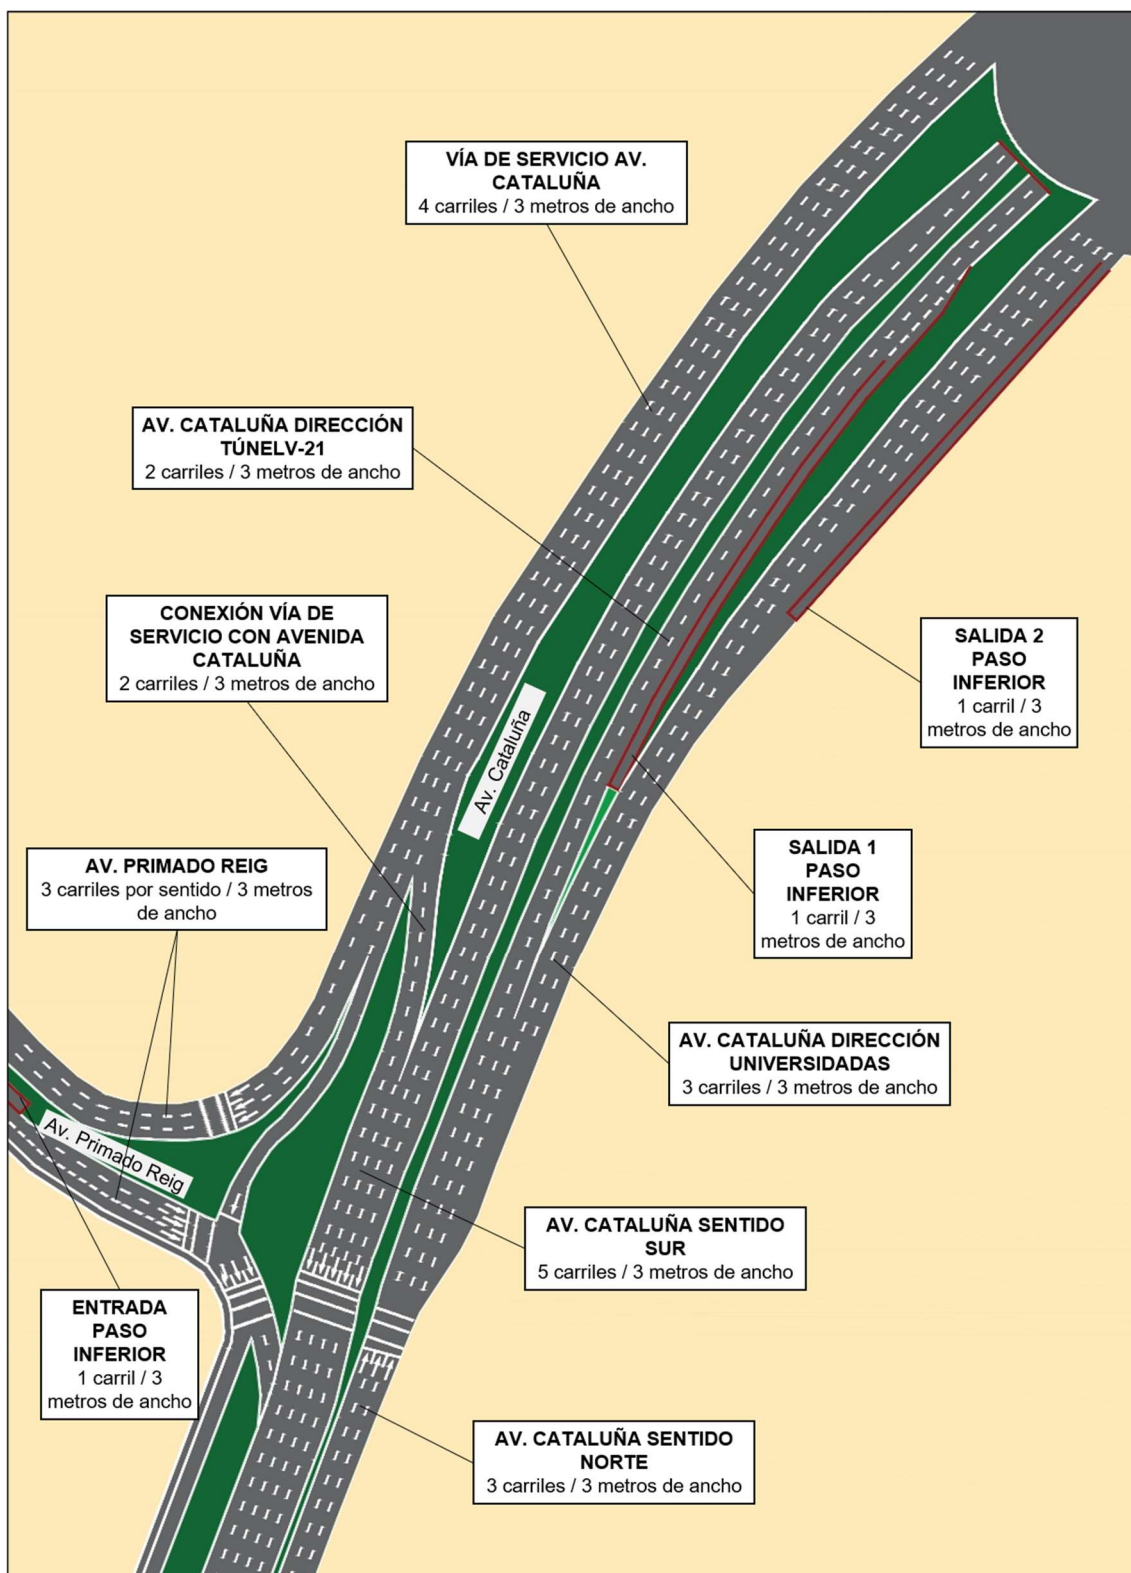 VÍA DE SERVICIO AV.
CATALUÑA
4 carriles / 3 metros de ancho
AV. CATALUÑA DIRECCIÓN
TÚNELV-21
2 carriles / 3 metros de ancho
CONEXIÓN VÍA DE
SERVICIO CON AVENIDA
CATALUÑA
2 carriles / 3 metros de ancho
SALIDA 2
PASO
INFERIOR
1 carril / 3
metros de ancho
Av. Cataluña
AV. PRIMADO REIG
3 carriles por sentido / 3 metros
de ancho
SALIDA 1
PASO
INFERIOR
1 carril / 3
metros de ancho
AV. CATALUÑA DIRECCIÓN
UNIVERSIDADAS
3 carriles / 3 metros de ancho
Av. Primado Reig
AV. CATALUÑA SENTIDO
SUR
5 carriles / 3 metros de ancho
ENTRADA
PASO
INFERIOR
1 carril / 3
metros de ancho
AV. CATALUÑA SENTIDO
NORTE
3 carriles / 3 metros de ancho